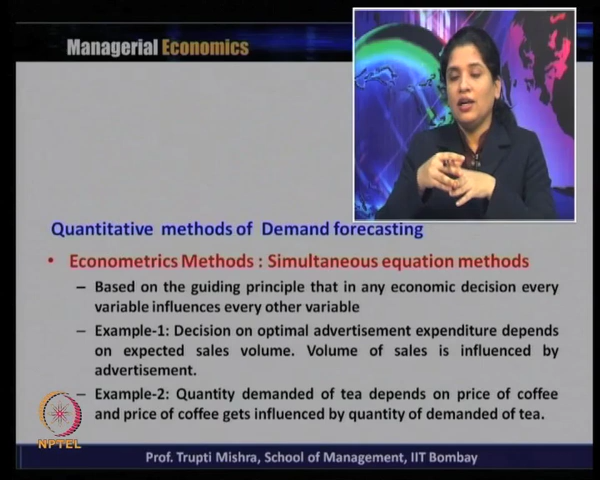 Managerial Economics
Quantitative methods of Demand forecasting
• Econometrics Methods : Simultaneous equation methods
– Based on the guiding principle that in any economic decision every
variable influences every other variable
– Example-1: Decision on optimal advertisement expenditure depends
on expected sales volume. Volume of sales is influenced by
advertisement.
– Example-2: Quantity demanded of tea depends on price of coffee
and price of coffee gets influenced by quantity of demanded of tea.
NPTEL
Prof. Trupti Mishra, School of Management, IIT Bombay